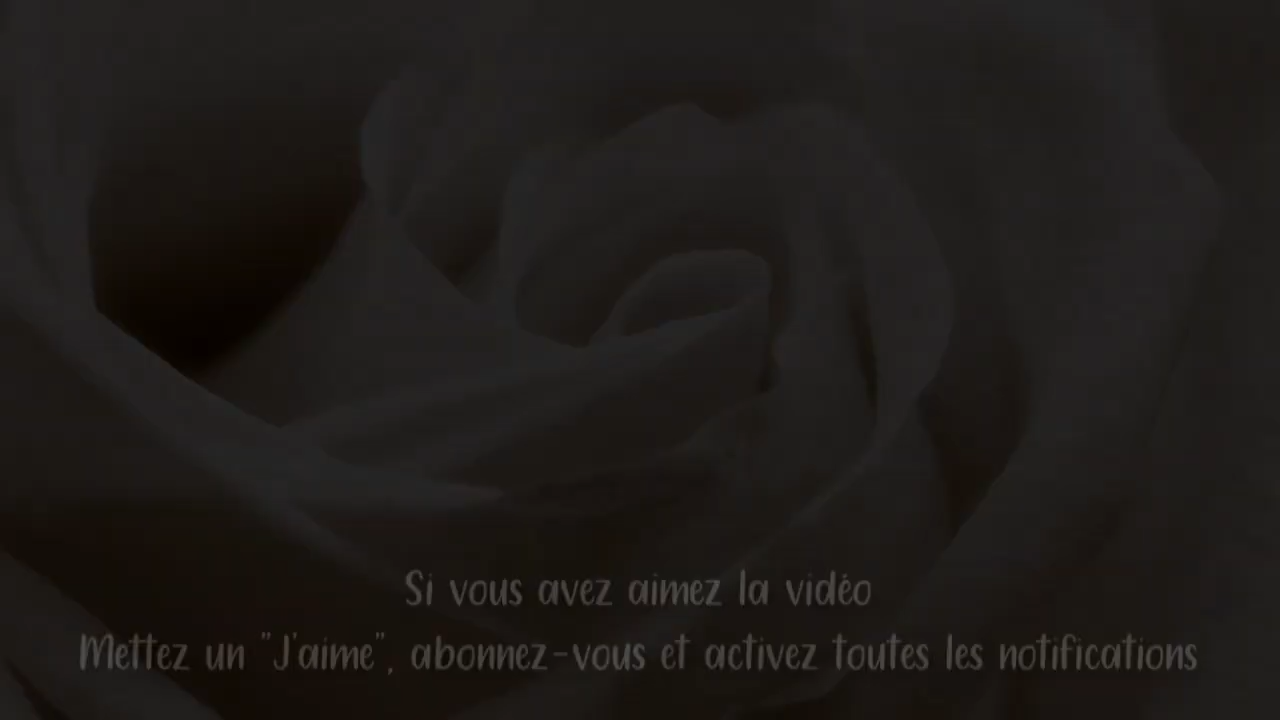 Si vous avez aimez la vidéo
Mettez un "J'aime", abonnez-vous et activez toutes les notifications